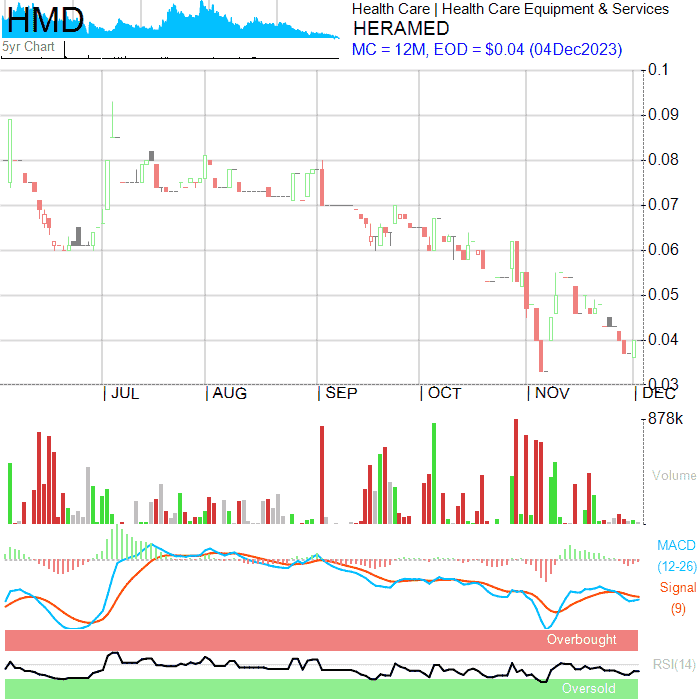 HMD
5yr Chart
Health Care | Health Care Equipment & Services
HERAMED
MC = 12M, EOD = $0.04 (04Dec2023)
0.1
0.09
0.08
0.07
0.06
0.05
0.04
0.03
JUL AUG SEP OCT NOV DEC
878k
Volume
MACD
(12-26)
Signal
(9)
Overbought
RSI(14)
Oversold